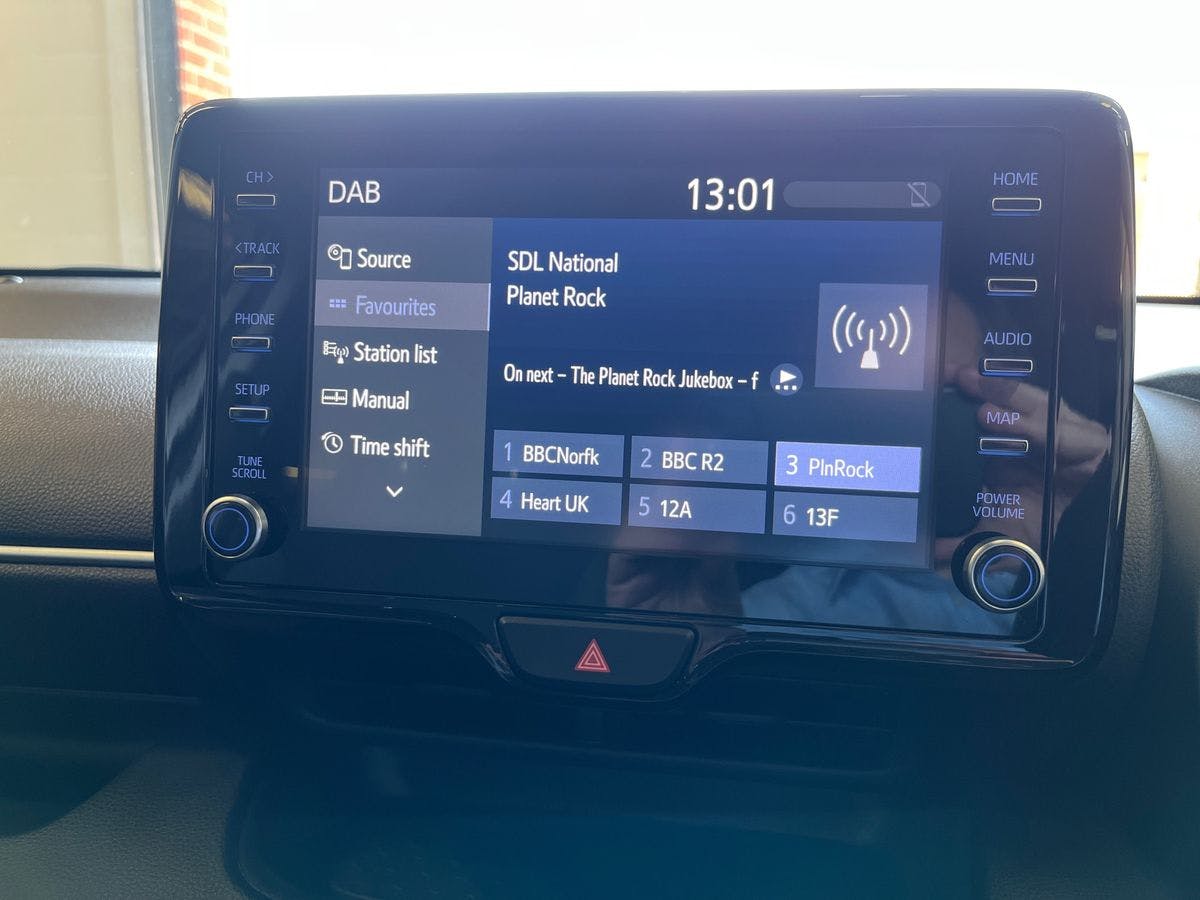 CH >
< TRACK
PHONE
SETUP
TUNE
SCROLL
DAB
13:01
Source
Favourites
Station list
Manual
Time shift
SDL National
Planet Rock
On next – The Planet Rock Jukebox – f
1 BBCNorfk
2 BBC R2
3 PlnRock
4 Heart UK
5 12A
6 13F
HOME
MENU
AUDIO
MAP
POWER
VOLUME